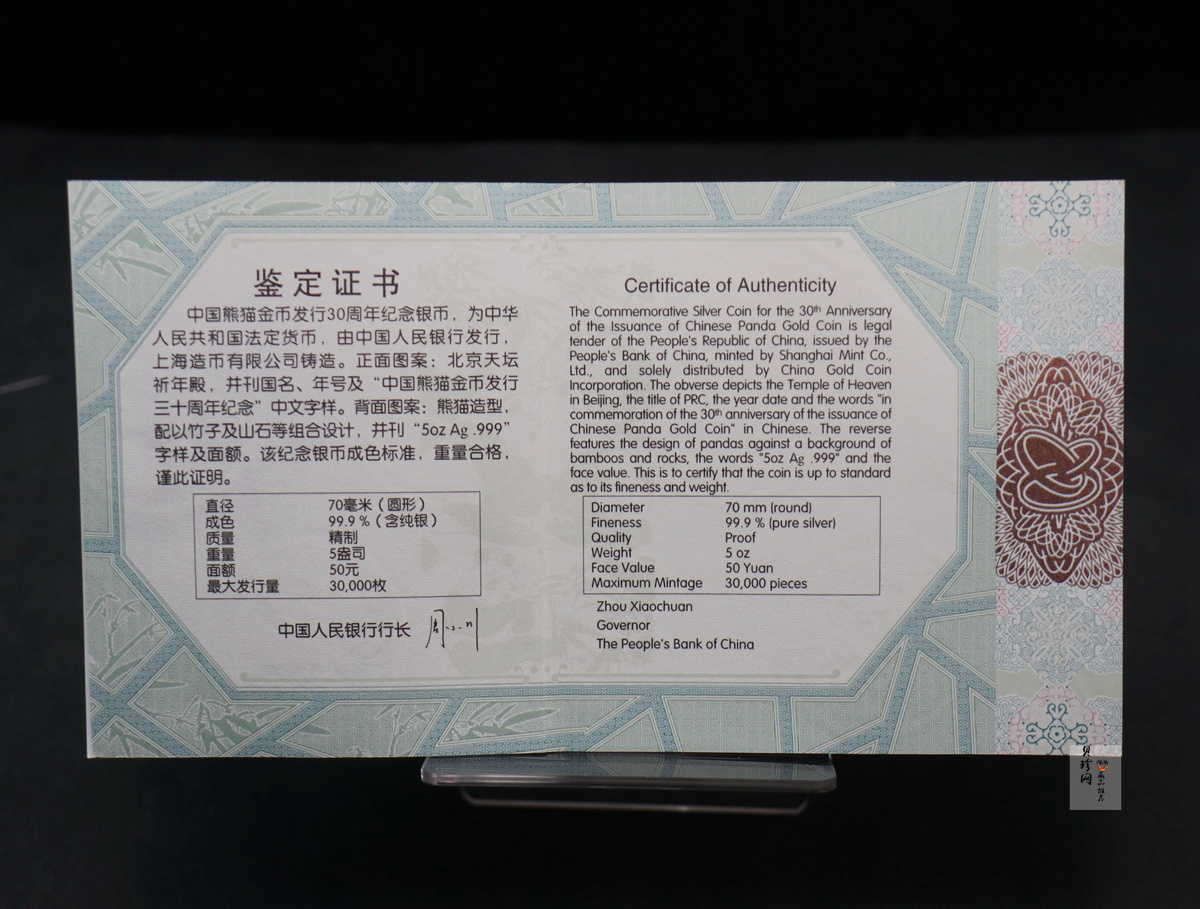 鉴定证书
中国熊猫金币发行30周年纪念银币，为中华
人民共和国法定货币，由中国人民银行发行，
上海造币有限公司铸造。正面图案：北京天坛
祈年殿，并刊国名、年号及“中国熊猫金币发行
三十周年纪念”中文字样。背面图案：熊猫造型，
配以竹子及山石等组合设计，并刊“5oz Ag .999”
字样及面额。该纪念银币成色标准，重量合格，
谨此证明。
直径 70毫米（圆形）
成色 99.9％（含纯银）
质量 精制
重量 5盎司
面额 50元
最大发行量 30,000枚
中国人民银行行长 周小川
Certificate of Authenticity
The Commemorative Silver Coin for the 30th Anniversary
of the Issuance of Chinese Panda Gold Coin is legal
tender of the People's Republic of China, issued by the
People's Bank of China, minted by Shanghai Mint Co.,
Ltd., and solely distributed by China Gold Coin
Incorporation. The obverse depicts the Temple of Heaven
in Beijing, the title of PRC, the year date and the words "in
commemoration of the 30th anniversary of the issuance of
Chinese Panda Gold Coin" in Chinese. The reverse
features the design of pandas against a background of
bamboos and rocks, the words "5oz Ag .999" and the
face value. This is to certify that the coin is up to standard
as to its fineness and weight.
Diameter 70 mm (round)
Fineness 99.9 % (pure silver)
Quality Proof
Weight 5 oz
Face Value 50 Yuan
Maximum Mintage 30,000 pieces
Zhou Xiaochuan
Governor
The People's Bank of China
贝珍网